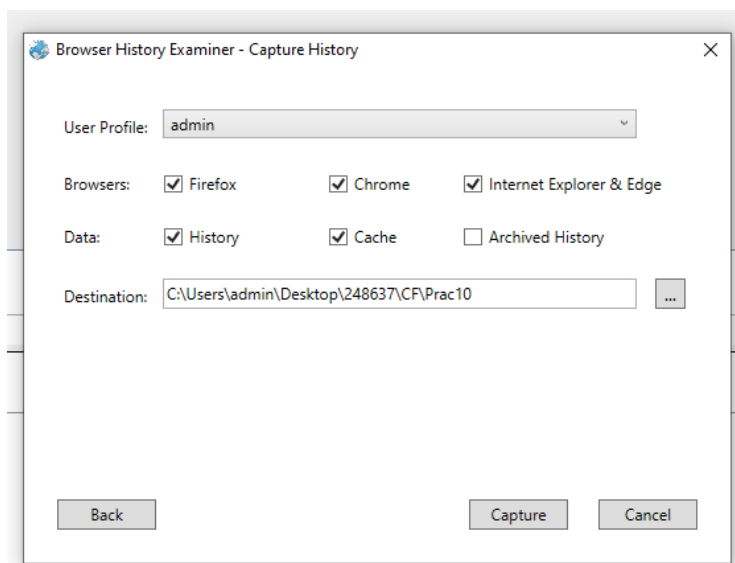 Browser History Examiner - Capture History
User Profile: admin
Browsers: Firefox Chrome Internet Explorer & Edge
Data: History Cache Archived History
Destination: C:\Users\admin\Desktop\248637\CF\Prac10 ...
Back Capture Cancel